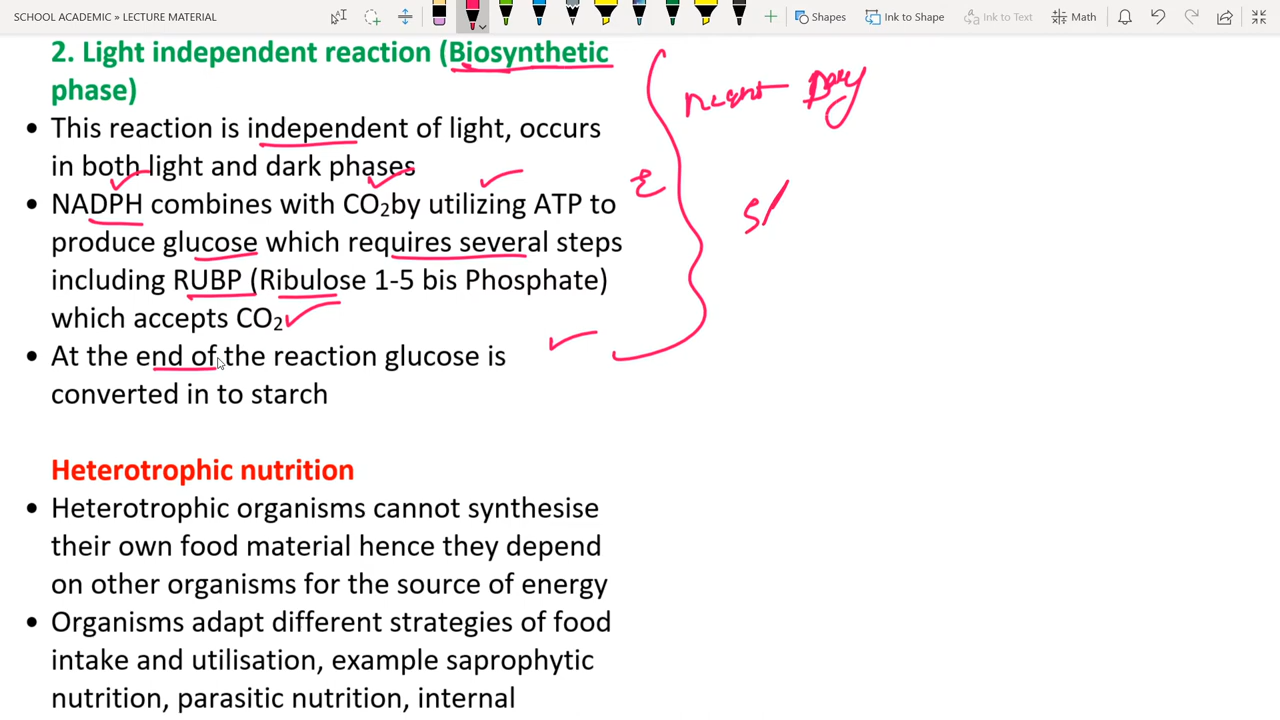 SCHOOL ACADEMIC » LECTURE MATERIAL
Shapes
Ink to Shape
Ink to Text
Math
2. Light independent reaction (Biosynthetic
phase)
• This reaction is independent of light, occurs
in both light and dark phases
• NADPH combines with CO₂by utilizing ATP to
produce glucose which requires several steps
including RUBP (Ribulose 1-5 bis Phosphate)
which accepts CO₂
• At the end of the reaction glucose is
converted in to starch
Night Day
Heterotrophic nutrition
• Heterotrophic organisms cannot synthesise
their own food material hence they depend
on other organisms for the source of energy
• Organisms adapt different strategies of food
intake and utilisation, example saprophytic
nutrition, parasitic nutrition, internal